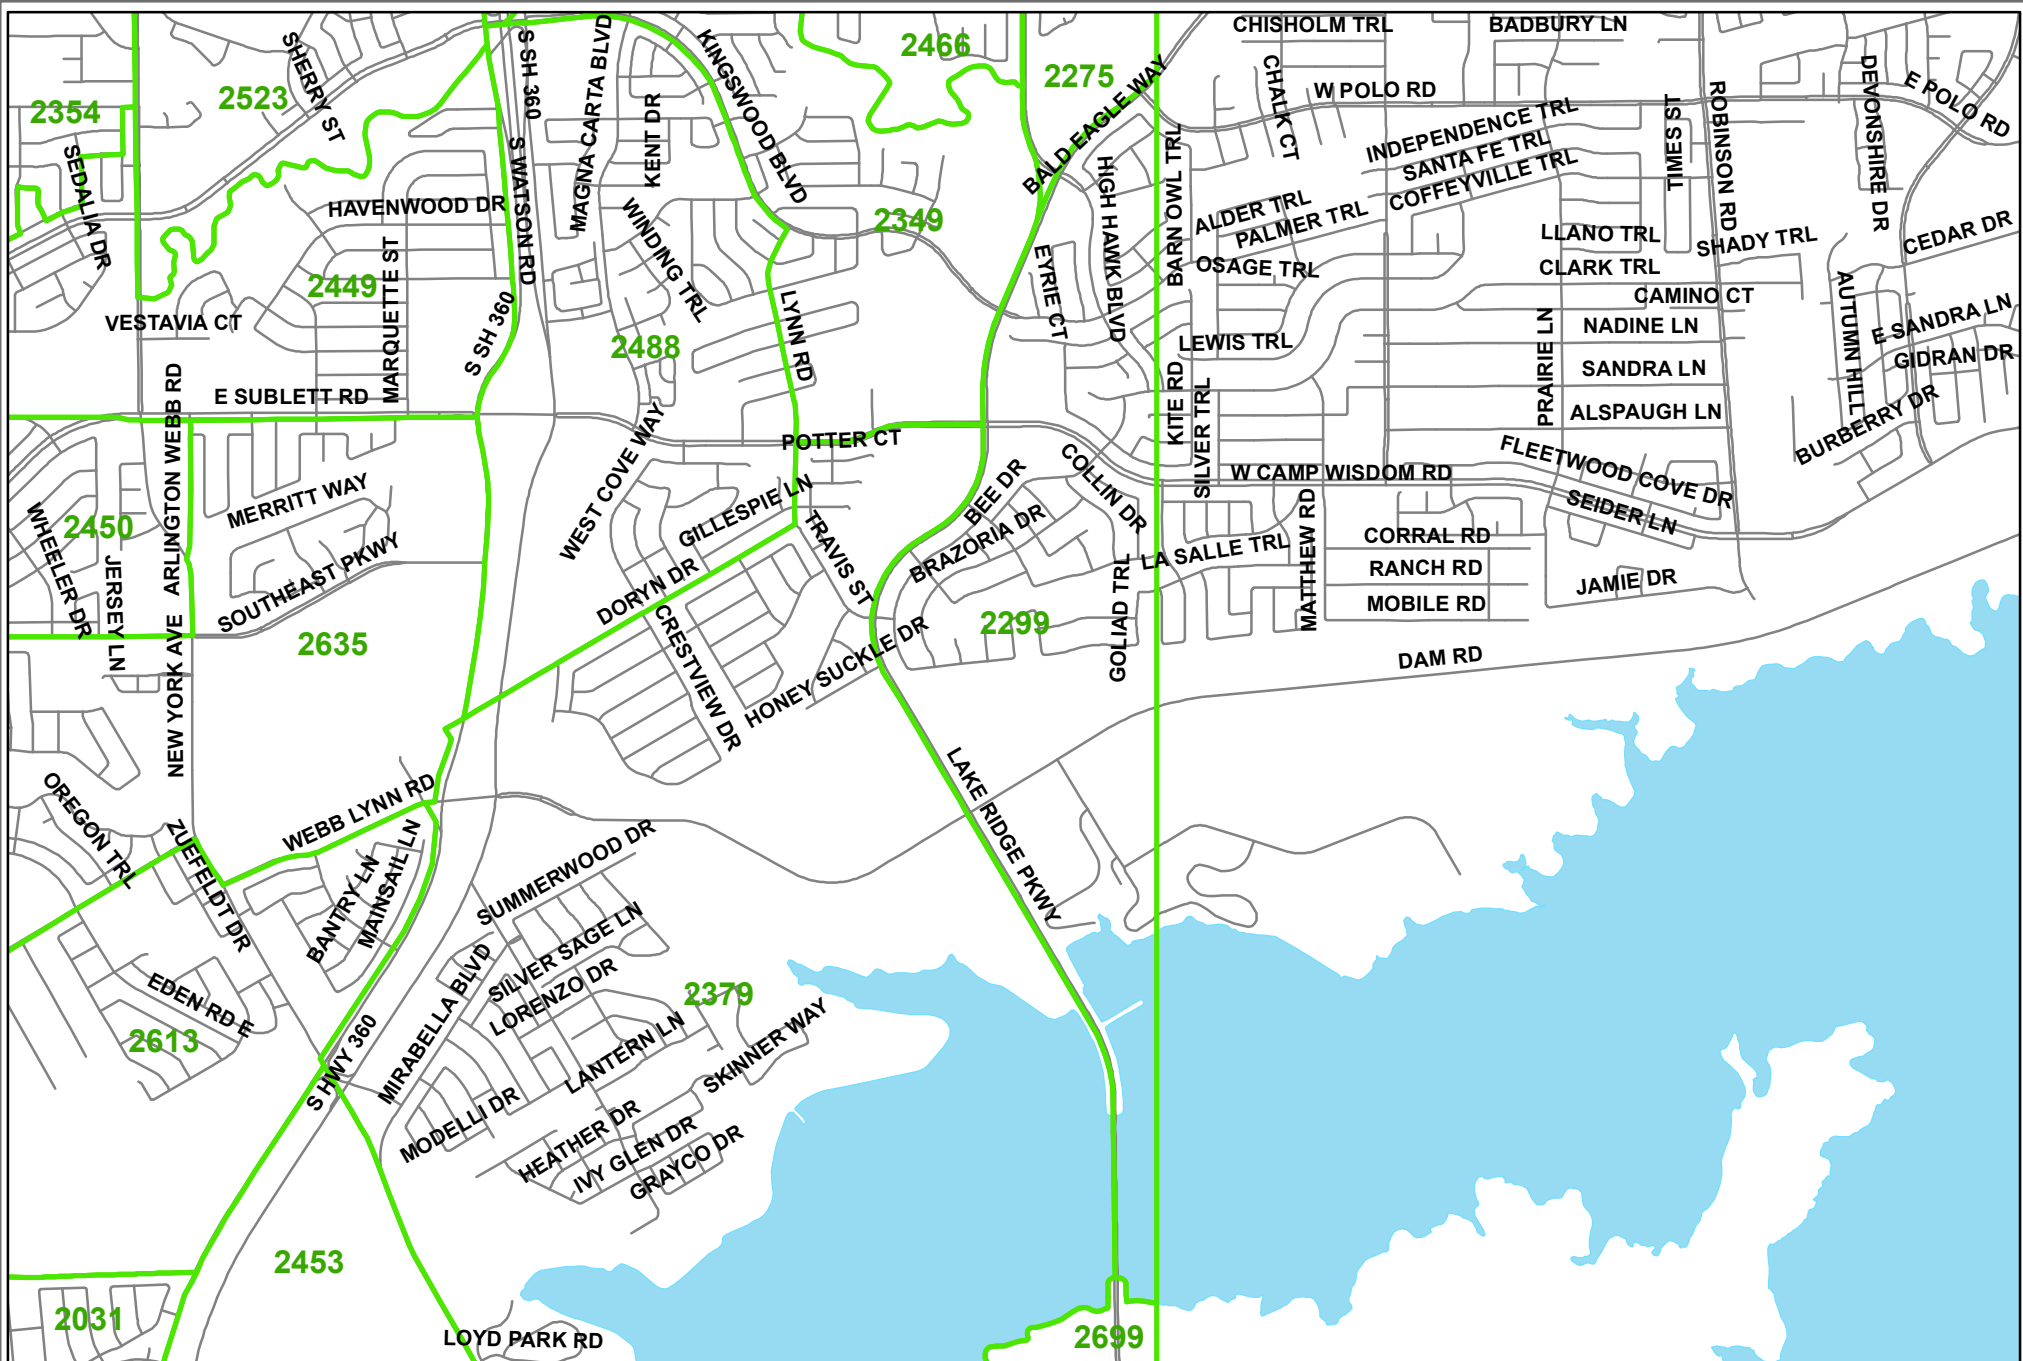 CHISHOLM TRL
BADBURY LN
2466
2275
2354
2523
SHERRY ST
S SH 360
MAGNA CARTA BLVD
KINGSWOOD BLVD
KENT DR
BALD EAGLE WAY
CHALK CT
W POLO RD
ROBINSON RD
DEVONSHIRE DR
E POLO RD
TIMES ST
INDEPENDENCE TRL
SANTA FE TRL
COFFEYVILLE TRL
SEDALIA DR
HAVENWOOD DR
S WATSON RD
WINDING TRL
2349
HIGH HAWK BLVD
BARN OWL TRL
ALDER TRL
PALMER TRL
LLANO TRL
SHADY TRL
CEDAR DR
OSAGE TRL
CLARK TRL
CAMINO CT
2449
MARQUETTE ST
VESTAVIA CT
S SH 360
2488
LYNN RD
EYRIE CT
LEWIS TRL
PRAIRIE LN
NADINE LN
AUTUMN HILL
E SANDRA LN
GIDRAN DR
SANDRA LN
ALSPAUGH LN
BURBERRY DR
E SUBLETT RD
KITE RD
SILVER TRL
ARLINGTON WEBB RD
WEST COVE WAY
POTTER CT
COLLIN DR
W CAMP WISDOM RD
FLEETWOOD COVE DR
SEIDER LN
MERRITT WAY
GILLESPIE LN
BEE DR
BRAZORIA DR
MATTHEW RD
2450
WHEELER DR
JERSEY LN
SOUTHEAST PKWY
TRAVIS ST
LA SALLE TRL
CORRAL RD
RANCH RD
JAMIE DR
MOBILE RD
DORYN DR
CRESTVIEW DR
HONEY SUCKLE DR
2299
GOLIAD TRL
2635
NEW YORK AVE
DAM RD
OREGON TRL
WEBB LYNN RD
LAKE RIDGE PKWY
ZUEFELDT DR
BANTRY LN
MAINSAIL LN
SUMMERWOOD DR
SILVER SAGE LN
LORENZO DR
MIRABELLA BLVD
EDEN RD E
2613
2379
S HWY 360
LANTERN LN
SKINNER WAY
MODELLI DR
HEATHER DR
IVY GLEN DR
GRAYCO DR
2453
2031
LOYD PARK RD
2699